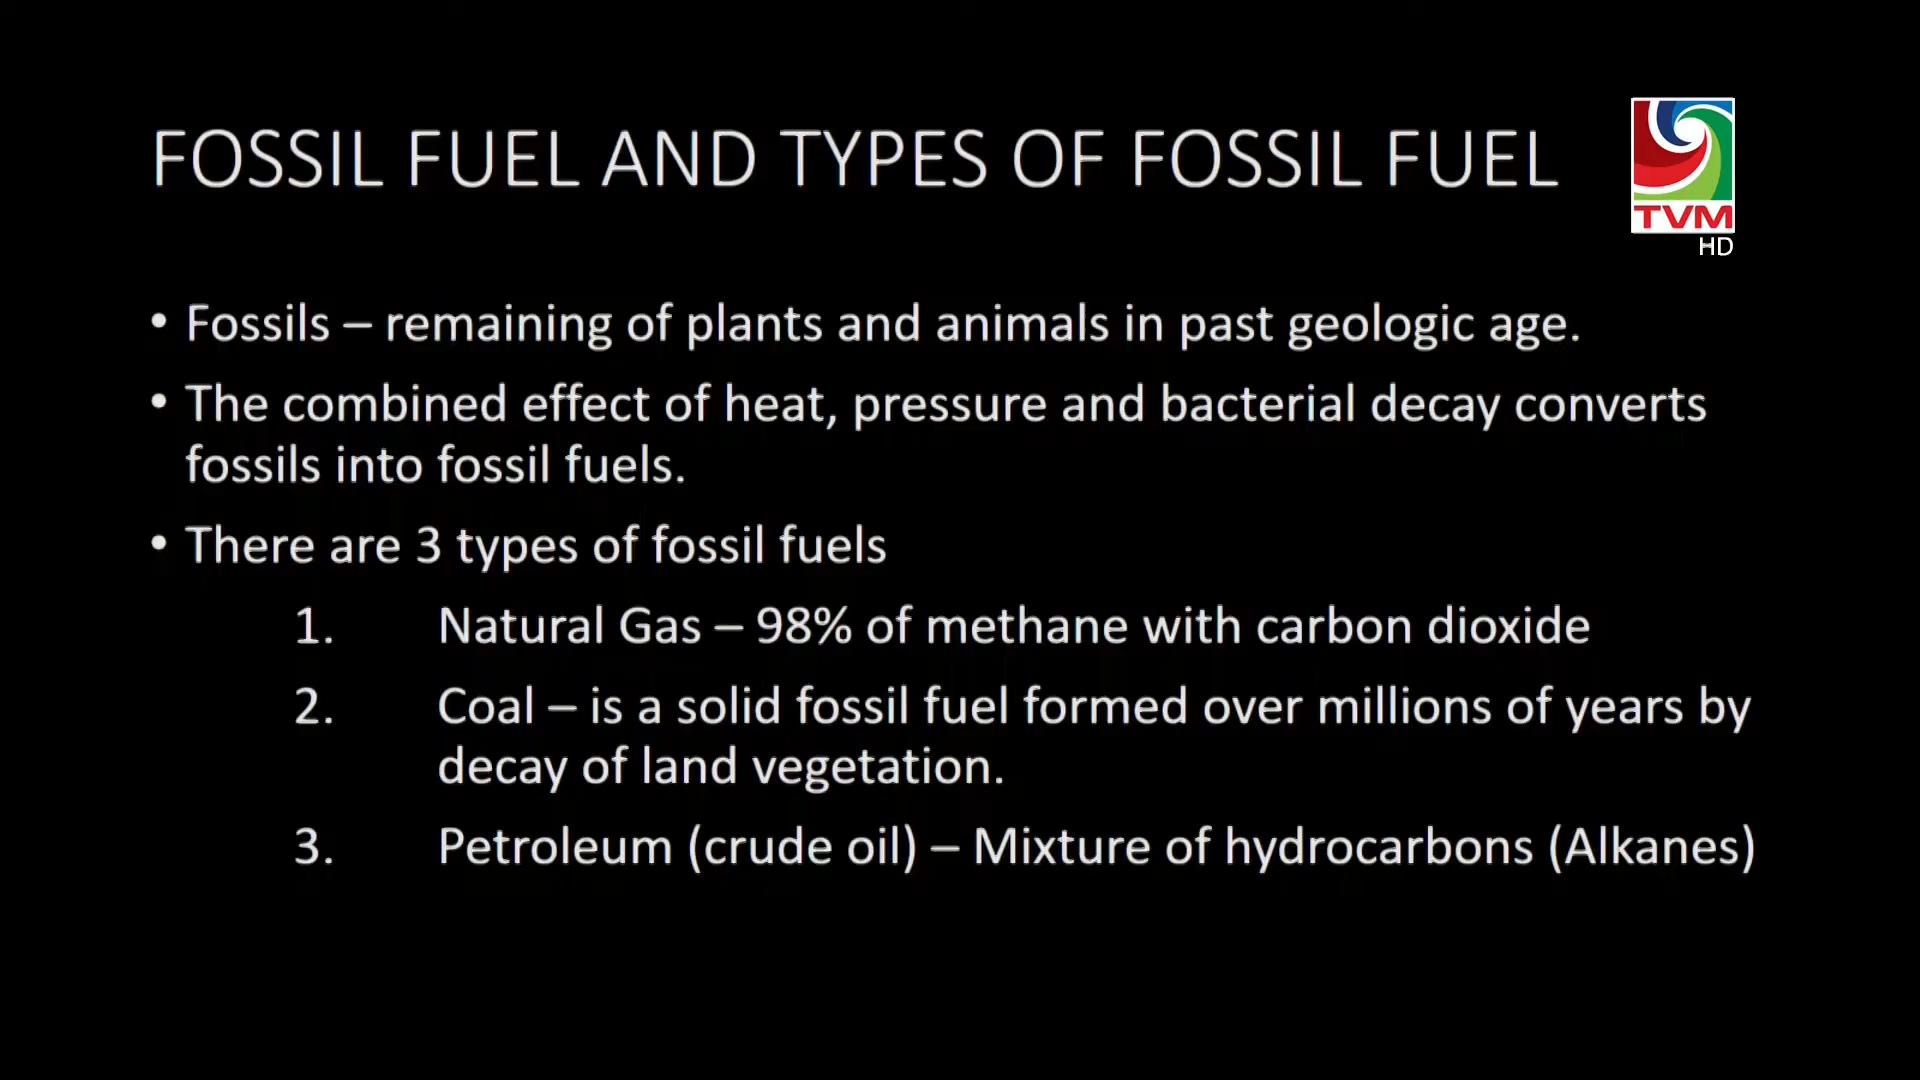 FOSSIL FUEL AND TYPES OF FOSSIL FUEL
TVM
HD
• Fossils – remaining of plants and animals in past geologic age.
• The combined effect of heat, pressure and bacterial decay converts
fossils into fossil fuels.
• There are 3 types of fossil fuels
1. Natural Gas – 98% of methane with carbon dioxide
2. Coal – is a solid fossil fuel formed over millions of years by
decay of land vegetation.
3. Petroleum (crude oil) – Mixture of hydrocarbons (Alkanes)